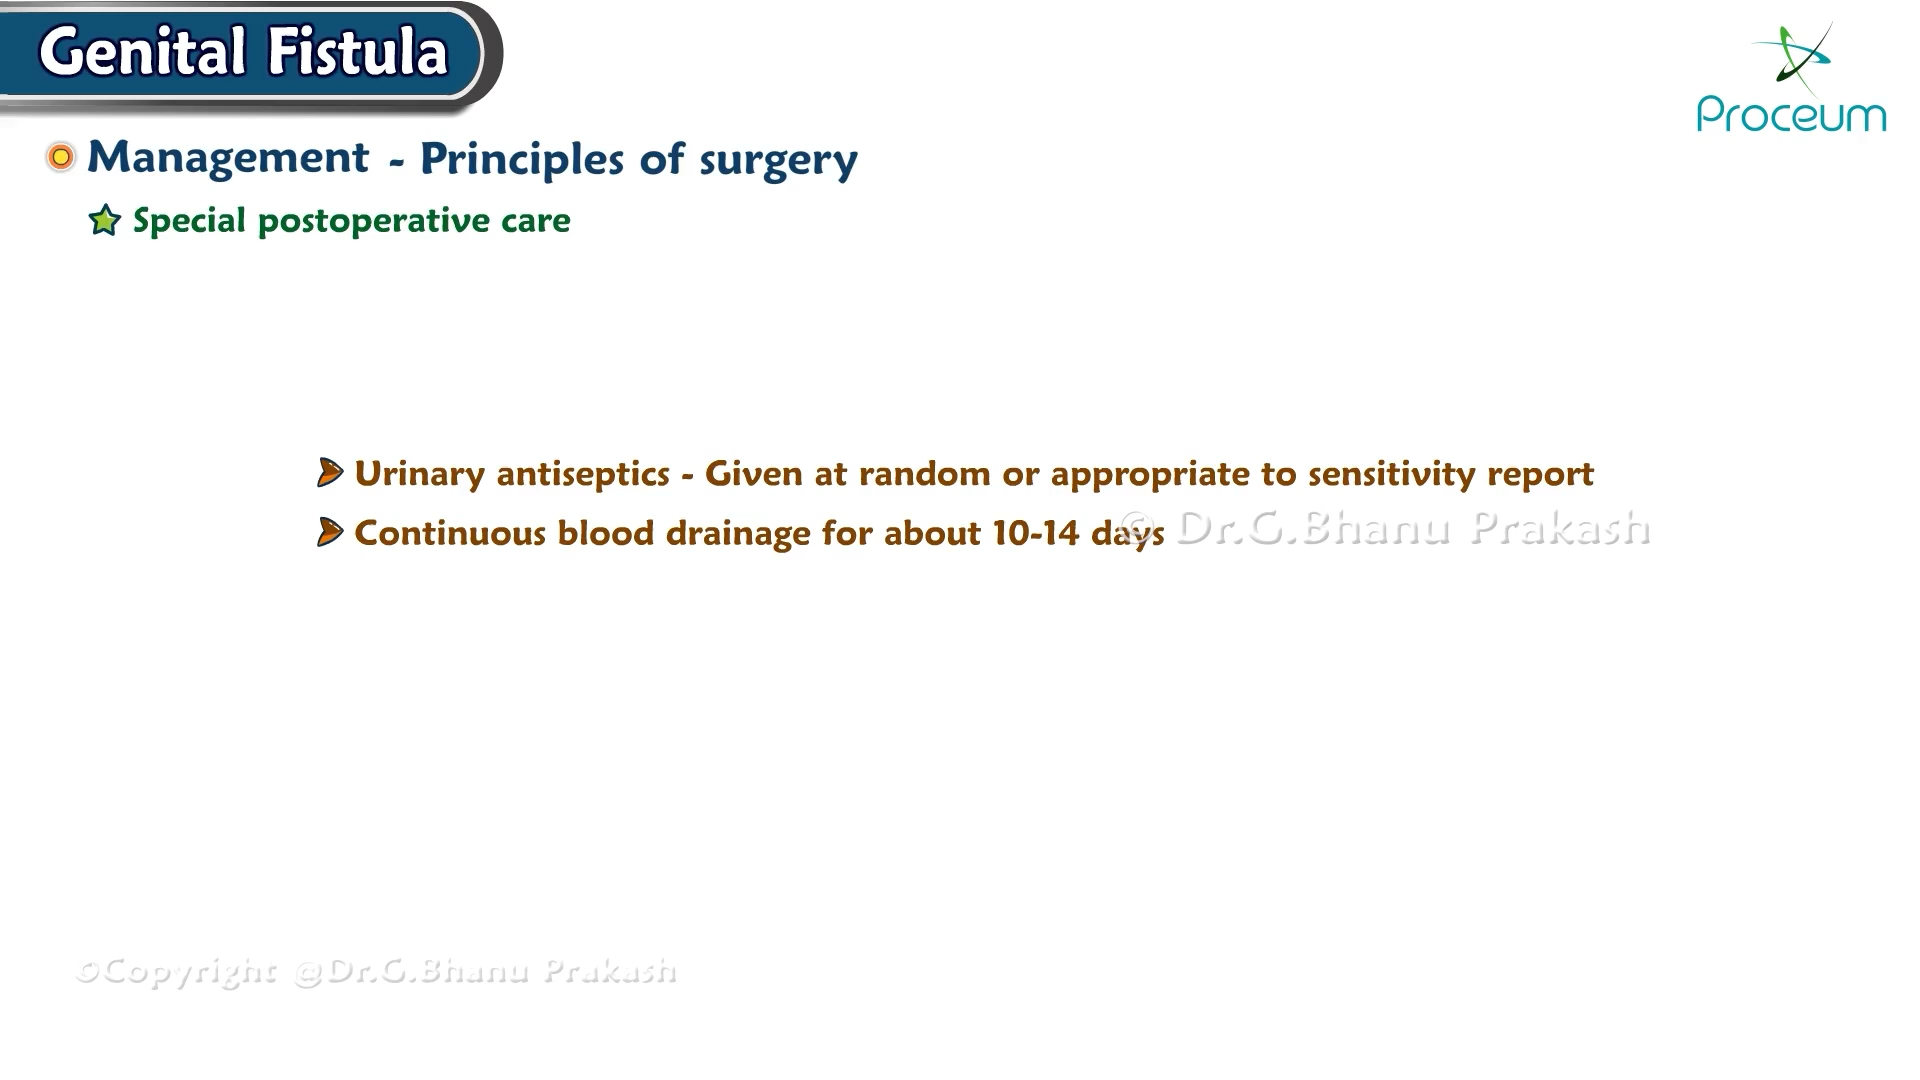 Genital Fistula
Proceum
Management - Principles of surgery
Special postoperative care
Urinary antiseptics - Given at random or appropriate to sensitivity report
Continuous blood drainage for about 10-14 days
© Dr.G.Bhanu Prakash
©Copyright @Dr.G.Bhanu Prakash